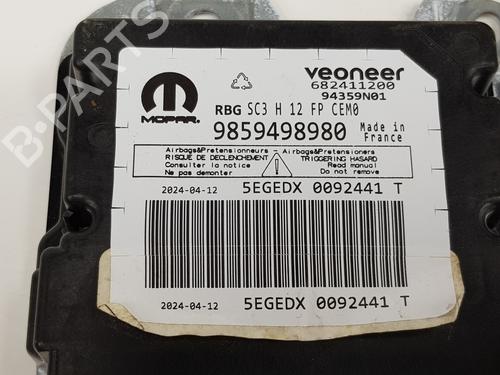 MOPAR.
veoneer
682411200
94359N01
RBG SC3 H 12 FP CEM0
9859498980
Made in
France
Airbags&Pretensionneurs - Airbags&Pretensioners
RISQUE DE DECLENCHEMENT
Consulter la notice
Ne pas demonter
TRIGGERING HASARD
Read manual
Do not remove
2024-04-12 5EGEDX 0092441 T
2024-04-12 5EGEDX 0092441 T
B-PARTS